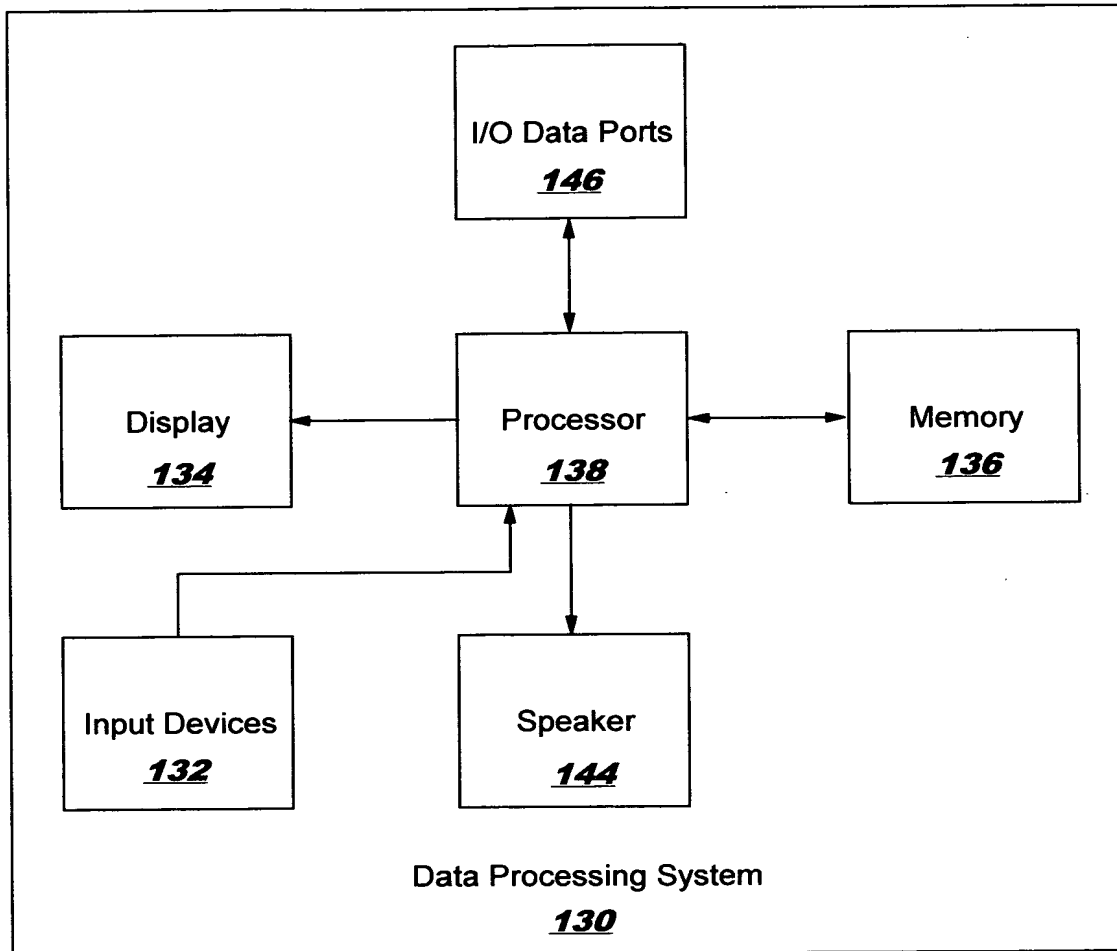 I/O Data Ports
146
Display
134
Processor
138
Memory
136
Input Devices
132
Speaker
144
Data Processing System
130